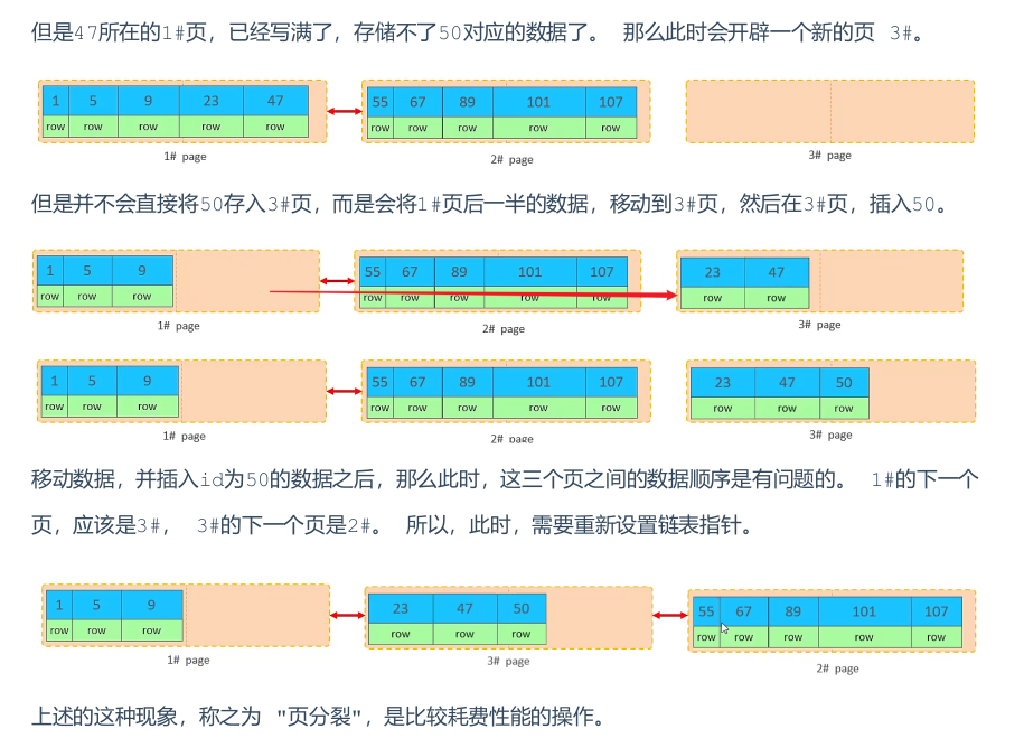 但是47所在的1#页，已经写满了，存储不了50对应的数据了。 那么此时会开辟一个新的页 3#。
1 5 9 23 47 55 67 89 101 107
row row row row row row row row row row
1# page 2# page 3# page
但是并不会直接将50存入3#页，而是会将1#页后一半的数据，移动到3#页，然后在3#页，插入50。
1 5 9 55 67 89 101 107 23 47
row row row row row row row row row row
1# page 2# page 3# page
1 5 9 55 67 89 101 107 23 47 50
row row row row row row row row row row row
1# page 2# page 3# page
移动数据，并插入id为50的数据之后，那么此时，这三个页之间的数据顺序是有问题的。 1#的下一个
页，应该是3#， 3#的下一个页是2#。 所以，此时，需要重新设置链表指针。
1 5 9 23 47 50 55 67 89 101 107
row row row row row row row row row row row
1# page 3# page 2# page
上述的这种现象，称之为 "页分裂"，是比较耗费性能的操作。